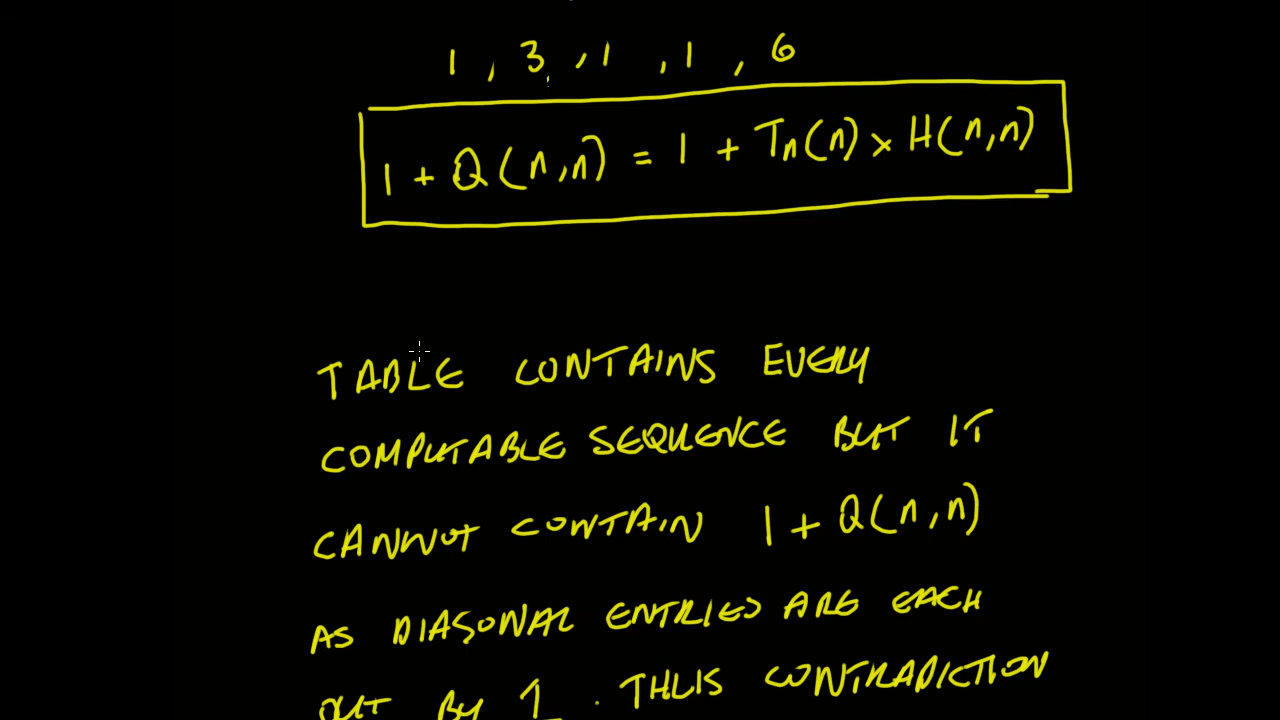 1 , 3 , 1 , 1 , 6
1 + Q(n,n) = 1 + Tn(n) × H(n,n)
TABLE CONTAINS EVERY
COMPUTABLE SEQUENCE BUT IT
CANNOT CONTAIN 1 + Q(n,n)
AS DIAGONAL ENTRIES ARE EACH
OUT BY 1 . THUS CONTRADICTION